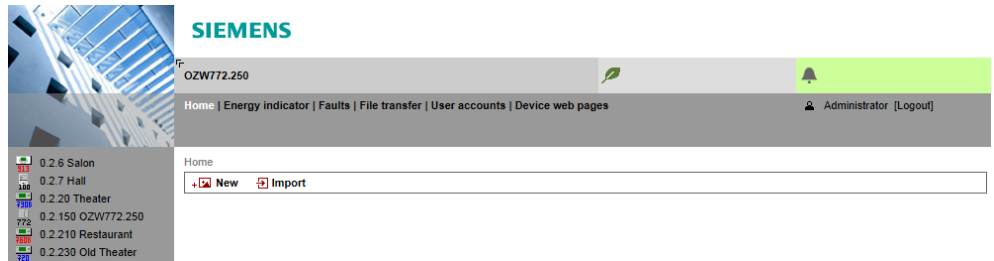 SIEMENS
OZW772.250
Home | Energy indicator | Faults | File transfer | User accounts | Device web pages
Administrator [Logout]
0.2.6 Salon
0.2.7 Hall
0.2.20 Theater
0.2.150 OZW772.250
772
0.2.210 Restaurant
0.2.230 Old Theater
Home
New Import